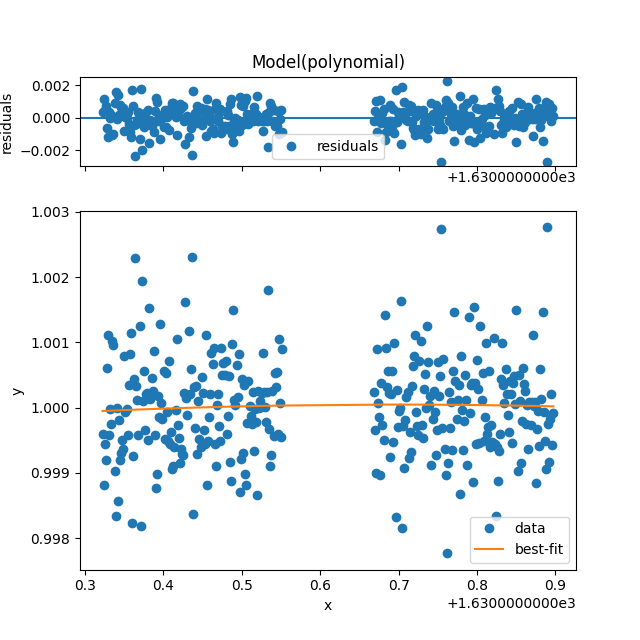 Model(polynomial)
0.002
0.000
−0.002
residuals
residuals
+1.6300000000e3
1.003
1.002
1.001
1.000
0.999
0.998
y
data
best-fit
0.3 0.4 0.5 0.6 0.7 0.8 0.9
x
+1.6300000000e3